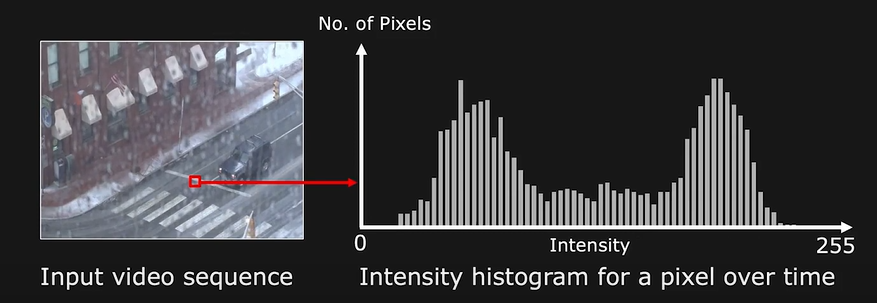 No. of Pixels
0
Intensity
255
Input video sequence
Intensity histogram for a pixel over time